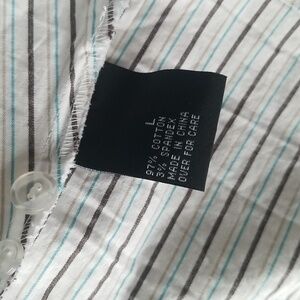 L
97% COTTON
3% SPANDEX
MADE IN CHINA
OVER FOR CARE